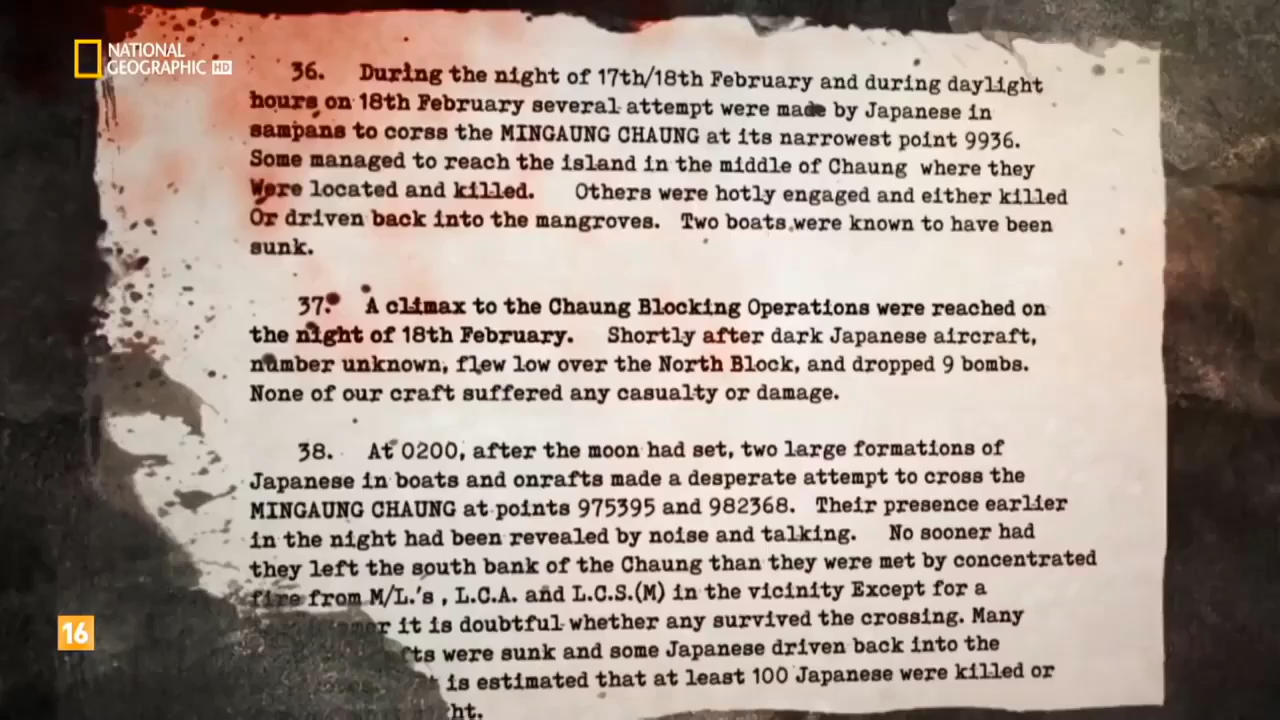 NATIONAL
GEOGRAPHIC HD
36. During the night of 17th/18th February and during daylight
hours on 18th February several attempt were made by Japanese in
sampans to corss the MINGAUNG CHAUNG at its narrowest point 9936.
Some managed to reach the island in the middle of Chaung where they
Were located and killed. Others were hotly engaged and either killed
Or driven back into the mangroves. Two boats were known to have been
sunk.
37. A climax to the Chaung Blocking Operations were reached on
the night of 18th February. Shortly after dark Japanese aircraft,
number unknown, flew low over the North Block, and dropped 9 bombs.
None of our craft suffered any casualty or damage.
38. At 0200, after the moon had set, two large formations of
Japanese in boats and onrafts made a desperate attempt to cross the
MINGAUNG CHAUNG at points 975395 and 982368. Their presence earlier
in the night had been revealed by noise and talking. No sooner had
they left the south bank of the Chaung than they were met by concentrated
fire from M/L.'s , L.C.A. and L.C.S.(M) in the vicinity Except for a
it is doubtful whether any survived the crossing. Many
were sunk and some Japanese driven back into the
is estimated that at least 100 Japanese were killed or
16